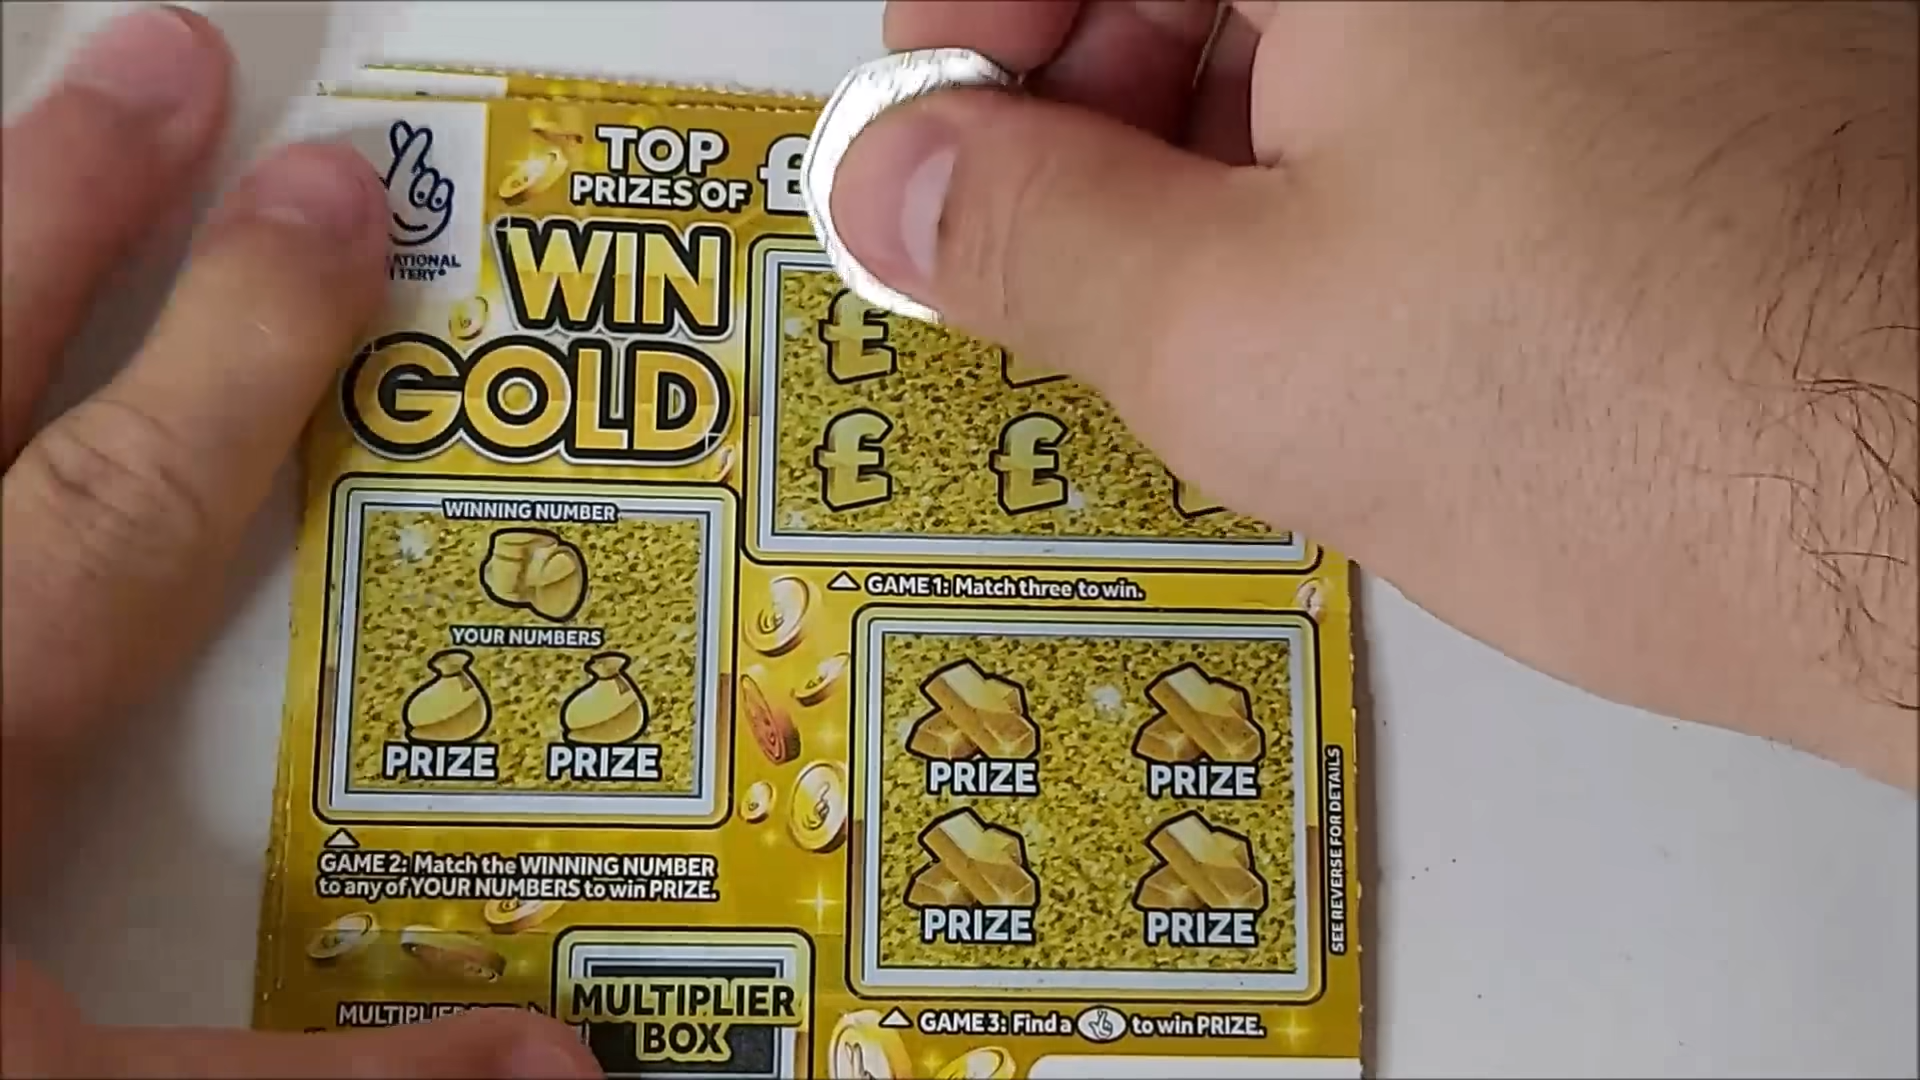 TOP
PRIZES OF £
WIN
GOLD
NATIONAL
WINNING NUMBER
YOUR NUMBERS
PRIZE PRIZE
GAME 2: Match the WINNING NUMBER
to any of YOUR NUMBERS to win PRIZE.
MULTIPLIER
BOX
£
£ £
GAME 1: Match three to win.
PRIZE PRIZE
PRIZE PRIZE
GAME 3: Find a to win PRIZE.
SEE REVERSE FOR DETAILS